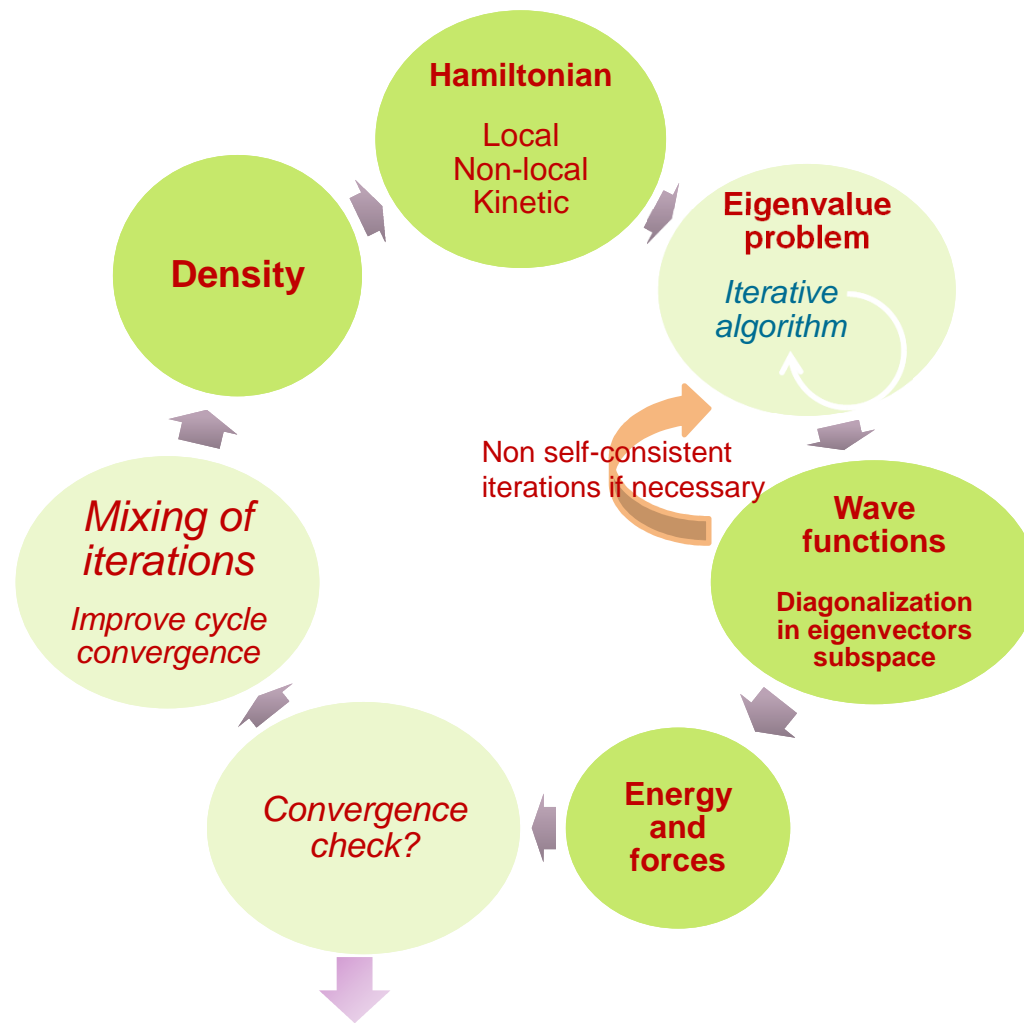 Hamiltonian
Local
Non-local
Kinetic
Eigenvalue
problem
Iterative
algorithm
Density
Non self-consistent
iterations if necessary
Wave
functions
Diagonalization
in eigenvectors
subspace
Mixing of
iterations
Improve cycle
convergence
Energy
and
forces
Convergence
check?